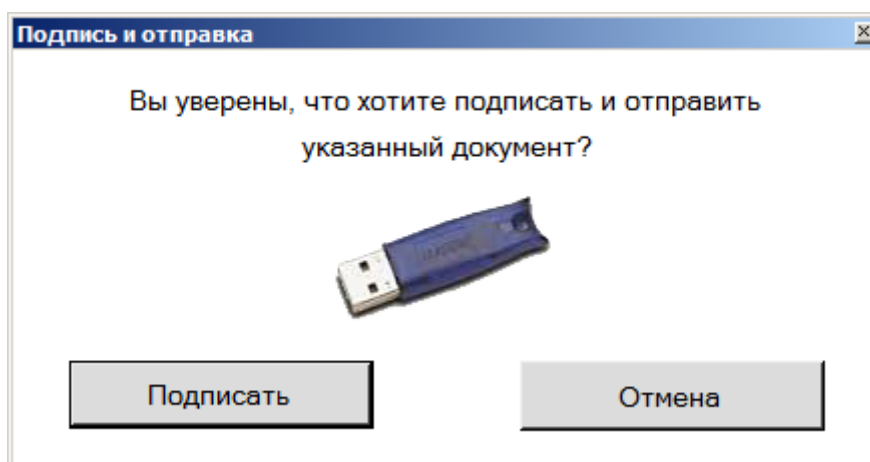 Подпись и отправка
Вы уверены, что хотите подписать и отправить
указанный документ?
Подписать
Отмена